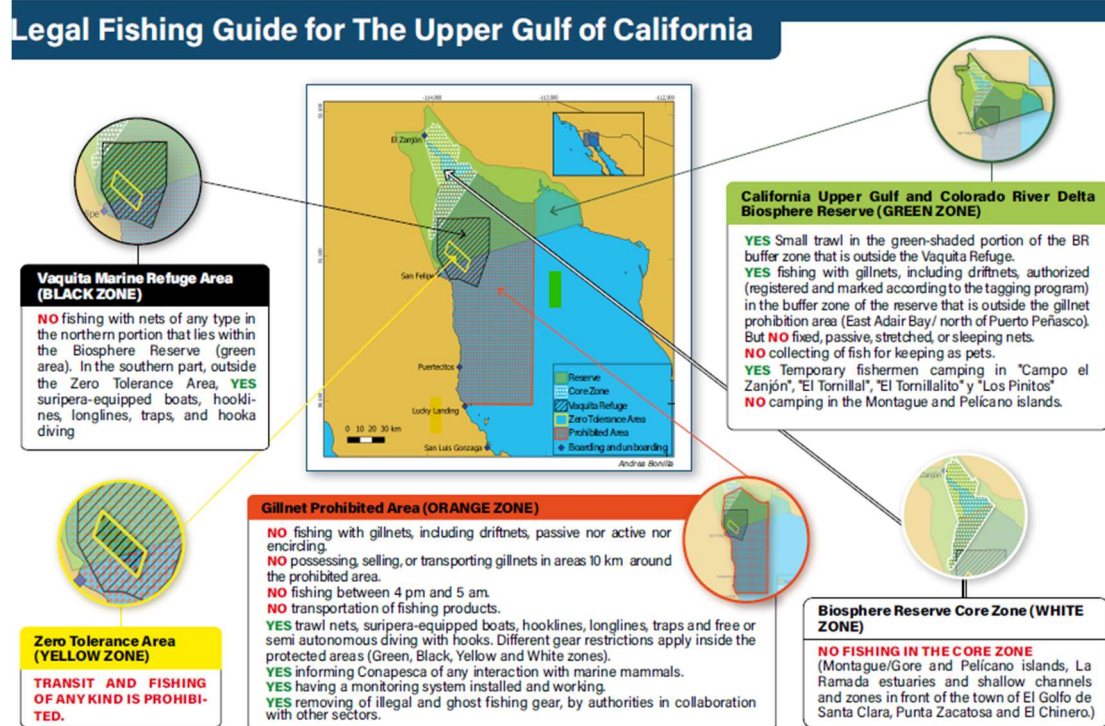 Legal Fishing Guide for The Upper Gulf of California
-114.000
-113.000
-112.000
El Zanjón
San Felipe
Puertecitos
Lucky Landing
San Luis Gonzaga
0 10 20 30 km
Reserve
Core Zone
Vaquita Refuge
Zero Tolerance Area
Prohibited Area
Boarding and unboarding
Andrea Bonilla
lipe
Vaquita Marine Refuge Area
(BLACK ZONE)
NO fishing with nets of any type in
the northern portion that lies within
the Biosphere Reserve (green
area). In the southern part, outside
the Zero Tolerance Area, YES
suripera-equipped boats, hookli-
nes, longlines, traps, and hooka
diving
California Upper Gulf and Colorado River Delta
Biosphere Reserve (GREEN ZONE)
YES Small trawl in the green-shaded portion of the BR
buffer zone that is outside the Vaquita Refuge.
YES fishing with gillnets, including driftnets, authorized
(registered and marked according to the tagging program)
in the buffer zone of the reserve that is outside the gillnet
prohibition area (East Adair Bay/ north of Puerto Peñasco).
But NO fixed, passive, stretched, or sleeping nets.
NO collecting of fish for keeping as pets.
YES Temporary fishermen camping in "Campo el
Zanjón", "El Tornillal", "El Tornillalito" y "Los Pinitos"
NO camping in the Montague and Pelícano islands.
Zero Tolerance Area
(YELLOW ZONE)
TRANSIT AND FISHING
OF ANY KIND IS PROHIBI-
TED.
Gillnet Prohibited Area (ORANGE ZONE)
NO fishing with gillnets, including driftnets, passive nor active nor
encircling.
NO possessing, selling, or transporting gillnets in areas 10 km around
the prohibited area.
NO fishing between 4 pm and 5 am.
NO transportation of fishing products.
YES trawl nets, suripera-equipped boats, hooklines, longlines, traps and free or
semi autonomous diving with hooks. Different gear restrictions apply inside the
protected areas (Green, Black, Yellow and White zones).
YES informing Conapesca of any interaction with marine mammals.
YES having a monitoring system installed and working.
YES removing of illegal and ghost fishing gear, by authorities in collaboration
with other sectors.
Zanjón
Biosphere Reserve Core Zone (WHITE
ZONE)
NO FISHING IN THE CORE ZONE
(Montague/Gore and Pelícano islands, La
Ramada estuaries and shallow channels
and zones in front of the town of El Golfo de
Santa Clara, Punta Zacatosa and El Chinero.)